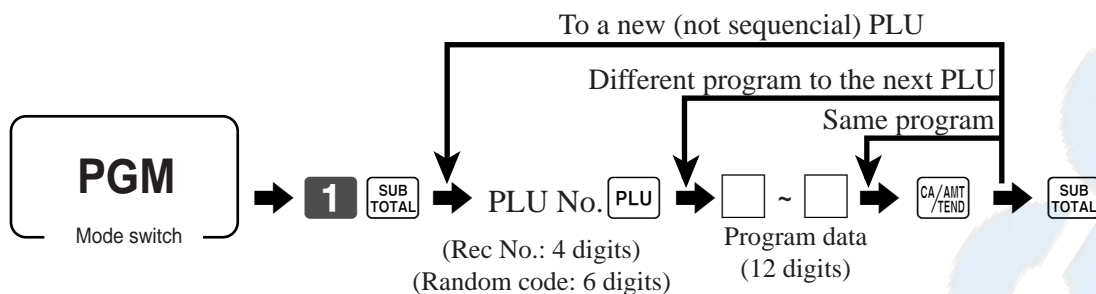 To a new (not sequencial) PLU
Different program to the next PLU
Same program
PGM
Mode switch
1 SUB TOTAL
PLU No. PLU
~
CA/AMT /TEND
SUB TOTAL
(Rec No.: 4 digits)
(Random code: 6 digits)
Program data
(12 digits)